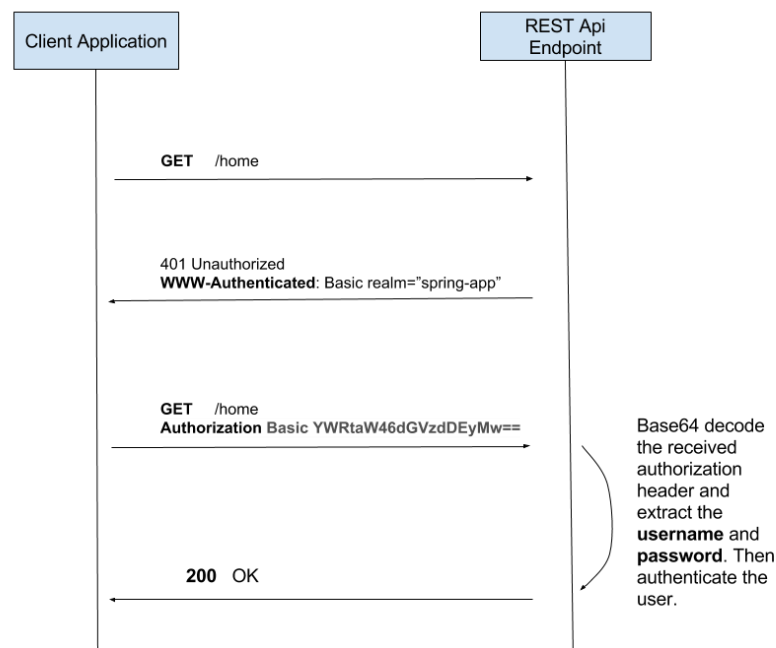 Client Application
REST Api
Endpoint
GET /home
401 Unauthorized
WWW-Authenticated: Basic realm=”spring-app”
GET /home
Authorization Basic YWRtaW46dGVzdDEyMw==
Base64 decode
the received
authorization
header and
extract the
username and
password. Then
authenticate the
user.
200 OK